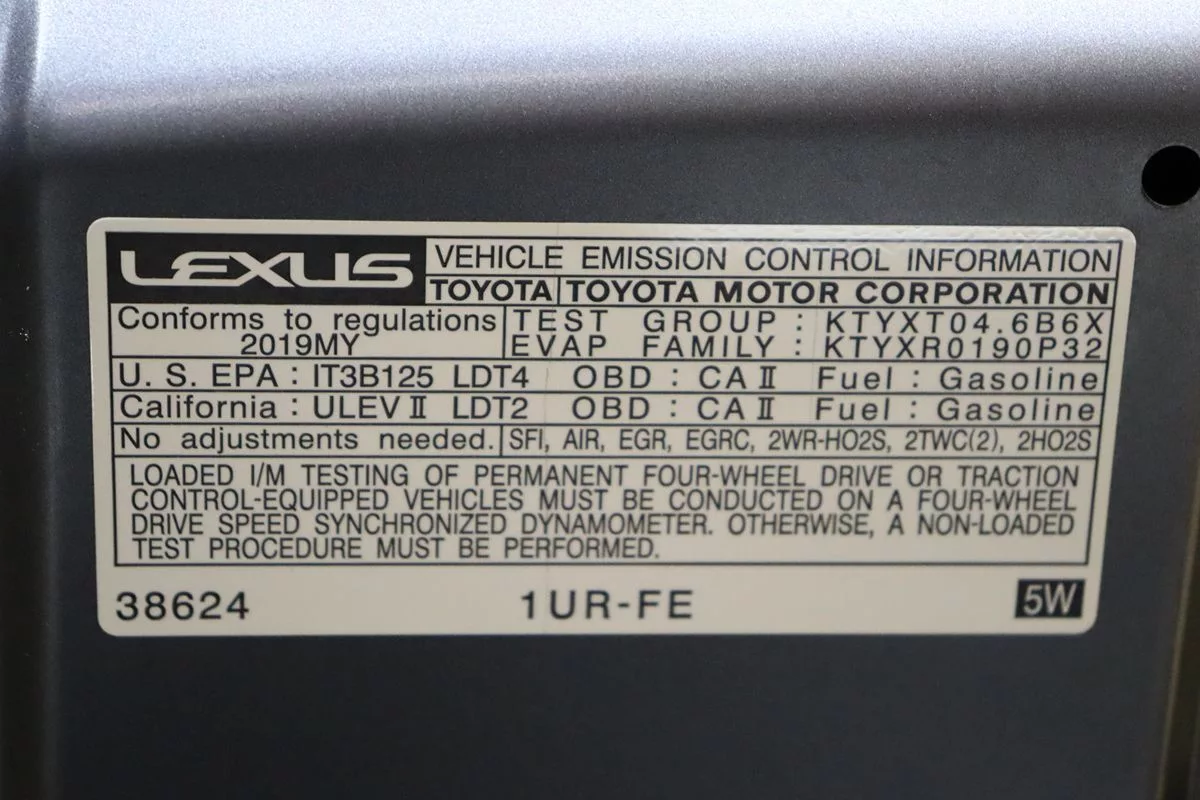 LEXUS VEHICLE EMISSION CONTROL INFORMATION
TOYOTA TOYOTA MOTOR CORPORATION
Conforms to regulations
2019MY
TEST GROUP : KTYXT04.6B6X
EVAP FAMILY : KTYXR0190P32
U. S. EPA : IT3B125 LDT4 OBD : CA II Fuel : Gasoline
California : ULEV II LDT2 OBD : CA II Fuel : Gasoline
No adjustments needed. SFI, AIR, EGR, EGRC, 2WR-HO2S, 2TWC(2), 2HO2S
LOADED I/M TESTING OF PERMANENT FOUR-WHEEL DRIVE OR TRACTION
CONTROL-EQUIPPED VEHICLES MUST BE CONDUCTED ON A FOUR-WHEEL
DRIVE SPEED SYNCHRONIZED DYNAMOMETER. OTHERWISE, A NON-LOADED
TEST PROCEDURE MUST BE PERFORMED.
38624 1UR-FE 5W